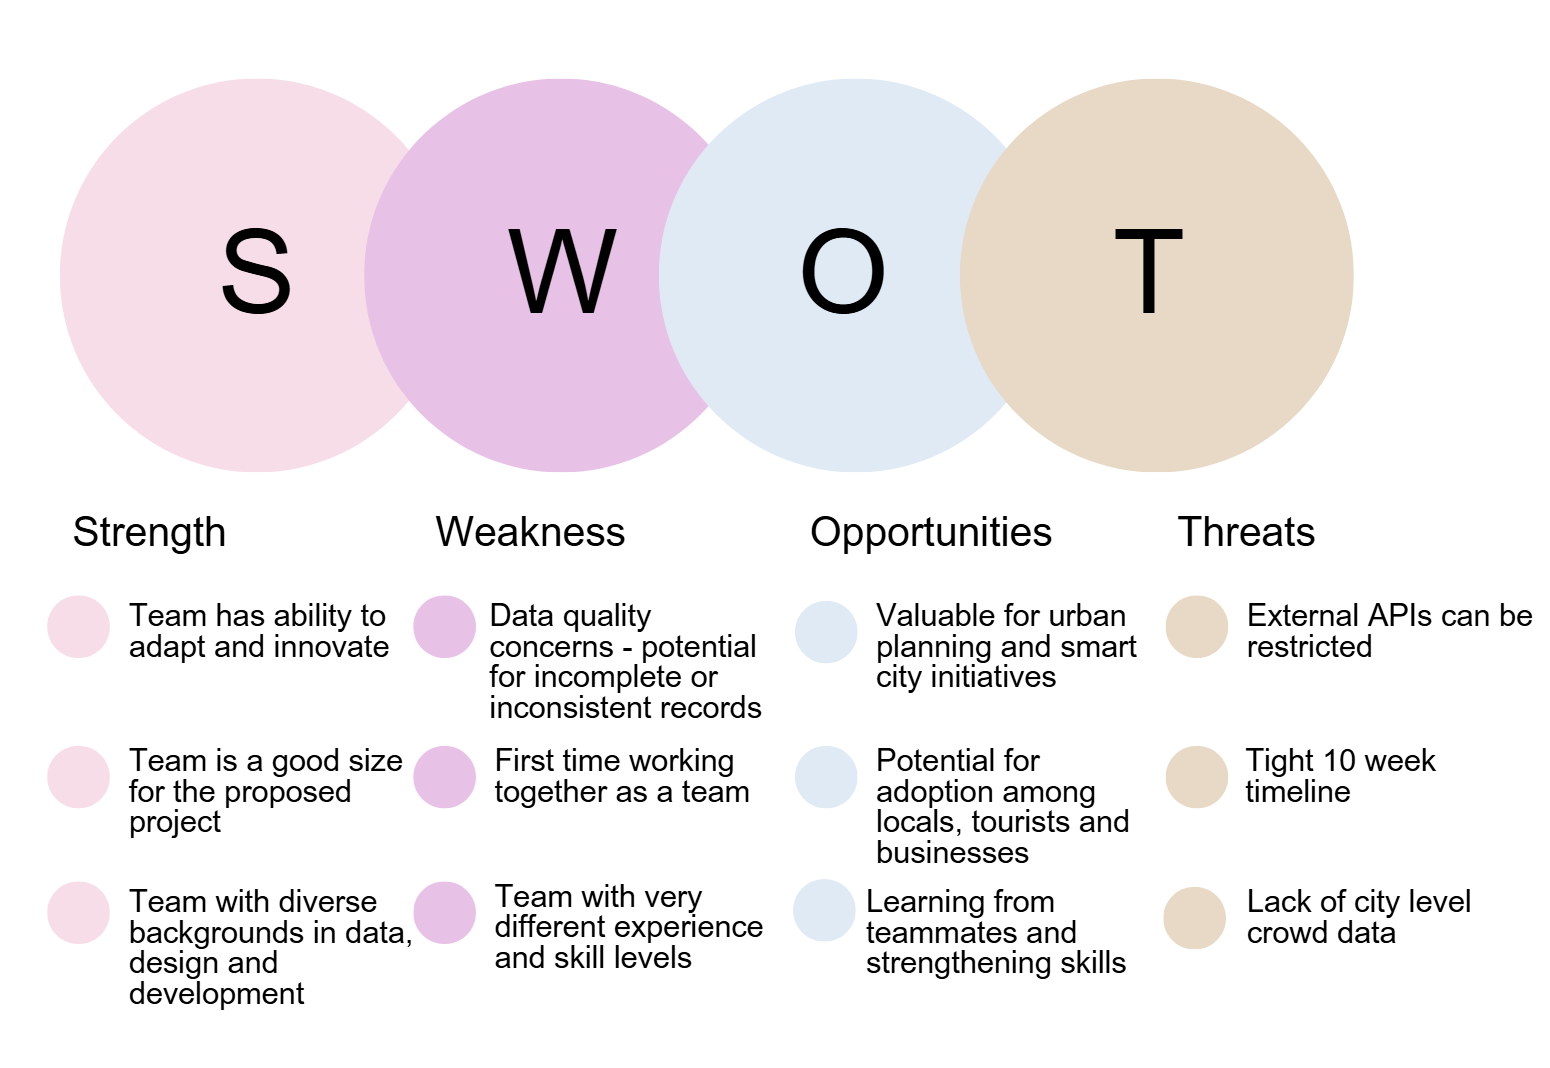 S
W
O
T
Strength
Team has ability to
adapt and innovate
Team is a good size
for the proposed
project
Team with diverse
backgrounds in data,
design and
development
Weakness
Data quality
concerns - potential
for incomplete or
inconsistent records
First time working
together as a team
Team with very
different experience
and skill levels
Opportunities
Valuable for urban
planning and smart
city initiatives
Potential for
adoption among
locals, tourists and
businesses
Learning from
teammates and
strengthening skills
Threats
External APIs can be
restricted
Tight 10 week
timeline
Lack of city level
crowd data